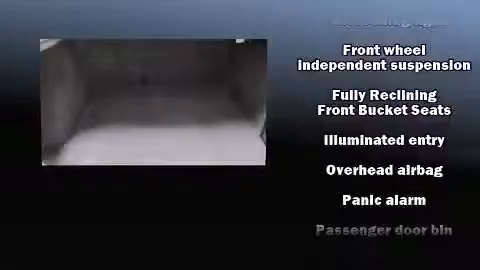 Front wheel
Independent suspension
Fully Reclining
Front Bucket Seats
Illuminated entry
Overhead airbag
Panic alarm
Passenger door bin